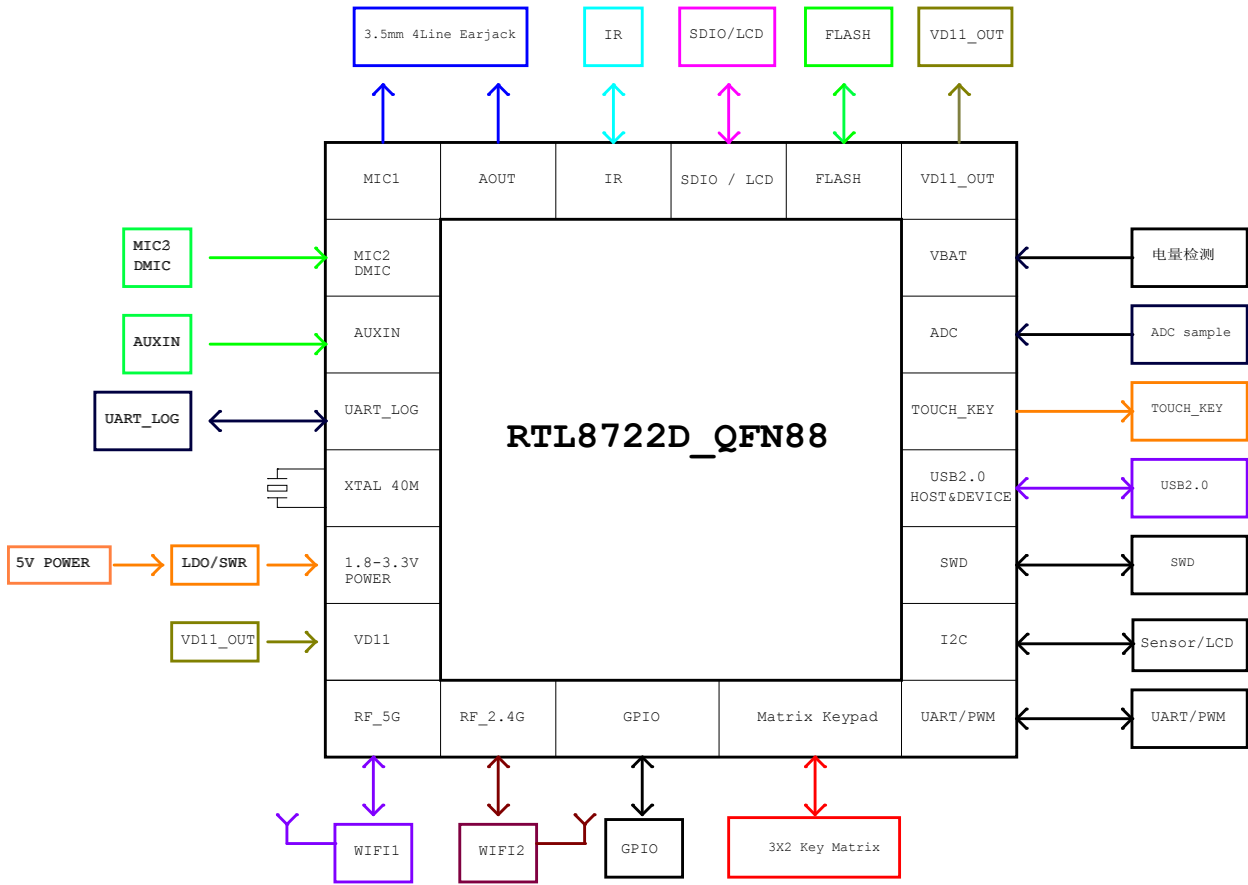 3.5mm 4Line Earjack
IR
SDIO/LCD
FLASH
VD11_OUT
MIC1
AOUT
IR
SDIO / LCD
FLASH
VD11_OUT
MIC3
DMIC
MIC2
DMIC
VBAT
电量检测
AUXIN
AUXIN
ADC
ADC sample
UART_LOG
UART_LOG
RTL8722D_QFN88
TOUCH_KEY
TOUCH_KEY
XTAL 40M
USB2.0
HOST&DEVICE
USB2.0
5V POWER
LDO/SWR
1.8-3.3V
POWER
SWD
SWD
VD11_OUT
VD11
I2C
Sensor/LCD
RF_5G
RF_2.4G
GPIO
Matrix Keypad
UART/PWM
UART/PWM
WIFI1
WIFI2
GPIO
3X2 Key Matrix